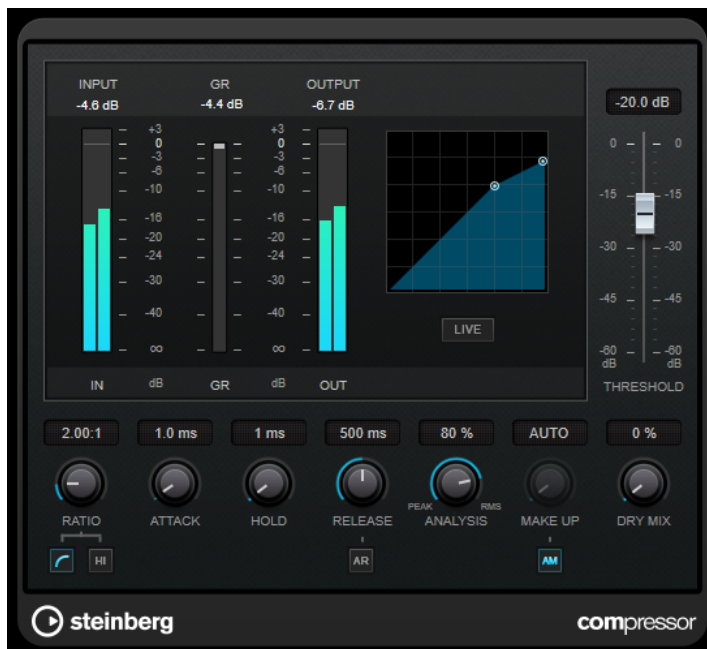 INPUT GR OUTPUT
-4.6 dB -4.4 dB -6.7 dB
-20.0 dB
+3 +3
0 0
-3 -3
-6 -6
-10 -10
-16 -16
-20 -20
-24 -24
-30 -30
-40 -40
∞ ∞
IN dB GR dB OUT
LIVE
0 0
-15 -15
-30 -30
-45 -45
-60 -60
dB dB
THRESHOLD
2.00:1 1.0 ms 1 ms 500 ms 80 % AUTO 0 %
PEAK RMS
RATIO ATTACK HOLD RELEASE ANALYSIS MAKE UP DRY MIX
HI AR AM
steinberg compressor